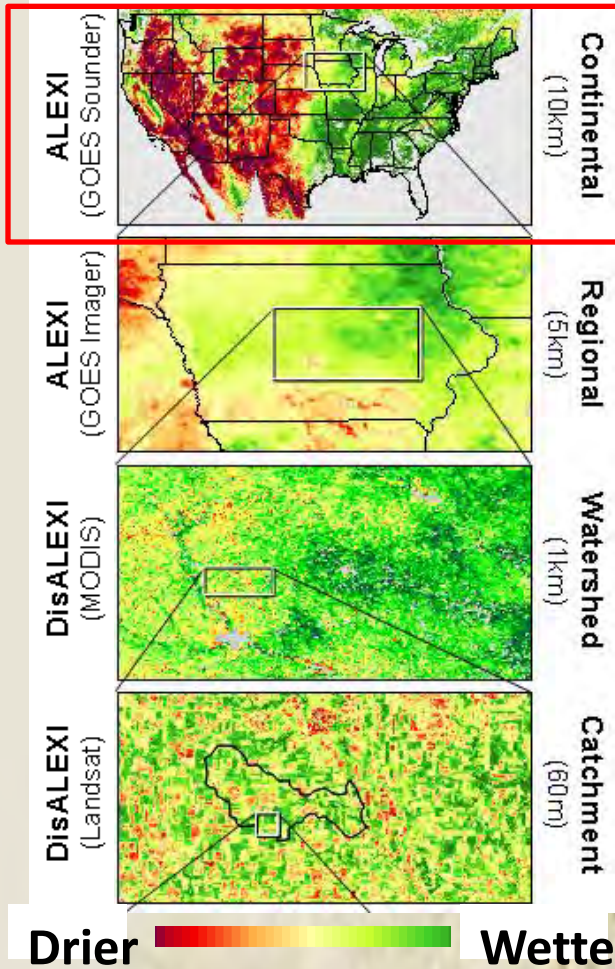 ALEXI
(GOES Sounder)
Continental
(10km)
ALEXI
(GOES Imager)
Regional
(5km)
DisALEXI
(MODIS)
Watershed
(1km)
DisALEXI
(Landsat)
Catchment
(60m)
Drier
Wette